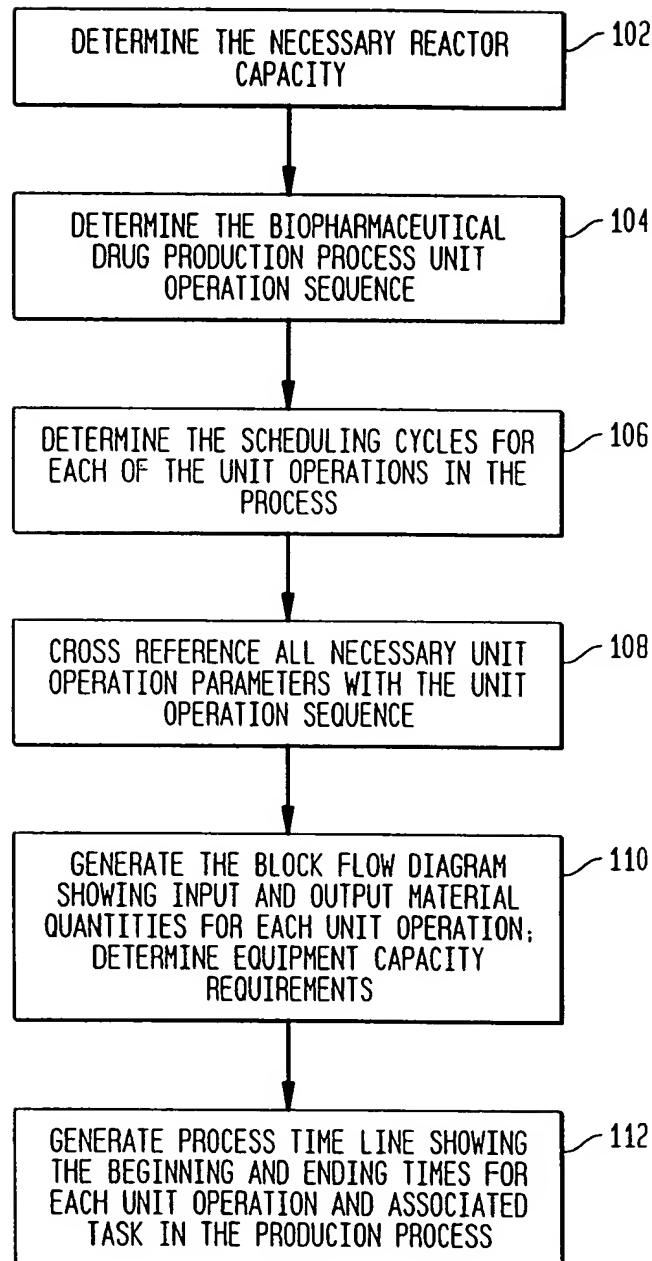 DETERMINE THE NECESSARY REACTOR
CAPACITY
102
DETERMINE THE BIOPHARMACEUTICAL
DRUG PRODUCTION PROCESS UNIT
OPERATION SEQUENCE
104
DETERMINE THE SCHEDULING CYCLES FOR
EACH OF THE UNIT OPERATIONS IN THE
PROCESS
106
CROSS REFERENCE ALL NECESSARY UNIT
OPERATION PARAMETERS WITH THE UNIT
OPERATION SEQUENCE
108
GENERATE THE BLOCK FLOW DIAGRAM
SHOWING INPUT AND OUTPUT MATERIAL
QUANTITIES FOR EACH UNIT OPERATION;
DETERMINE EQUIPMENT CAPACITY
REQUIREMENTS
110
GENERATE PROCESS TIME LINE SHOWING
THE BEGINNING AND ENDING TIMES FOR
EACH UNIT OPERATION AND ASSOCIATED
TASK IN THE PRODUCION PROCESS
112